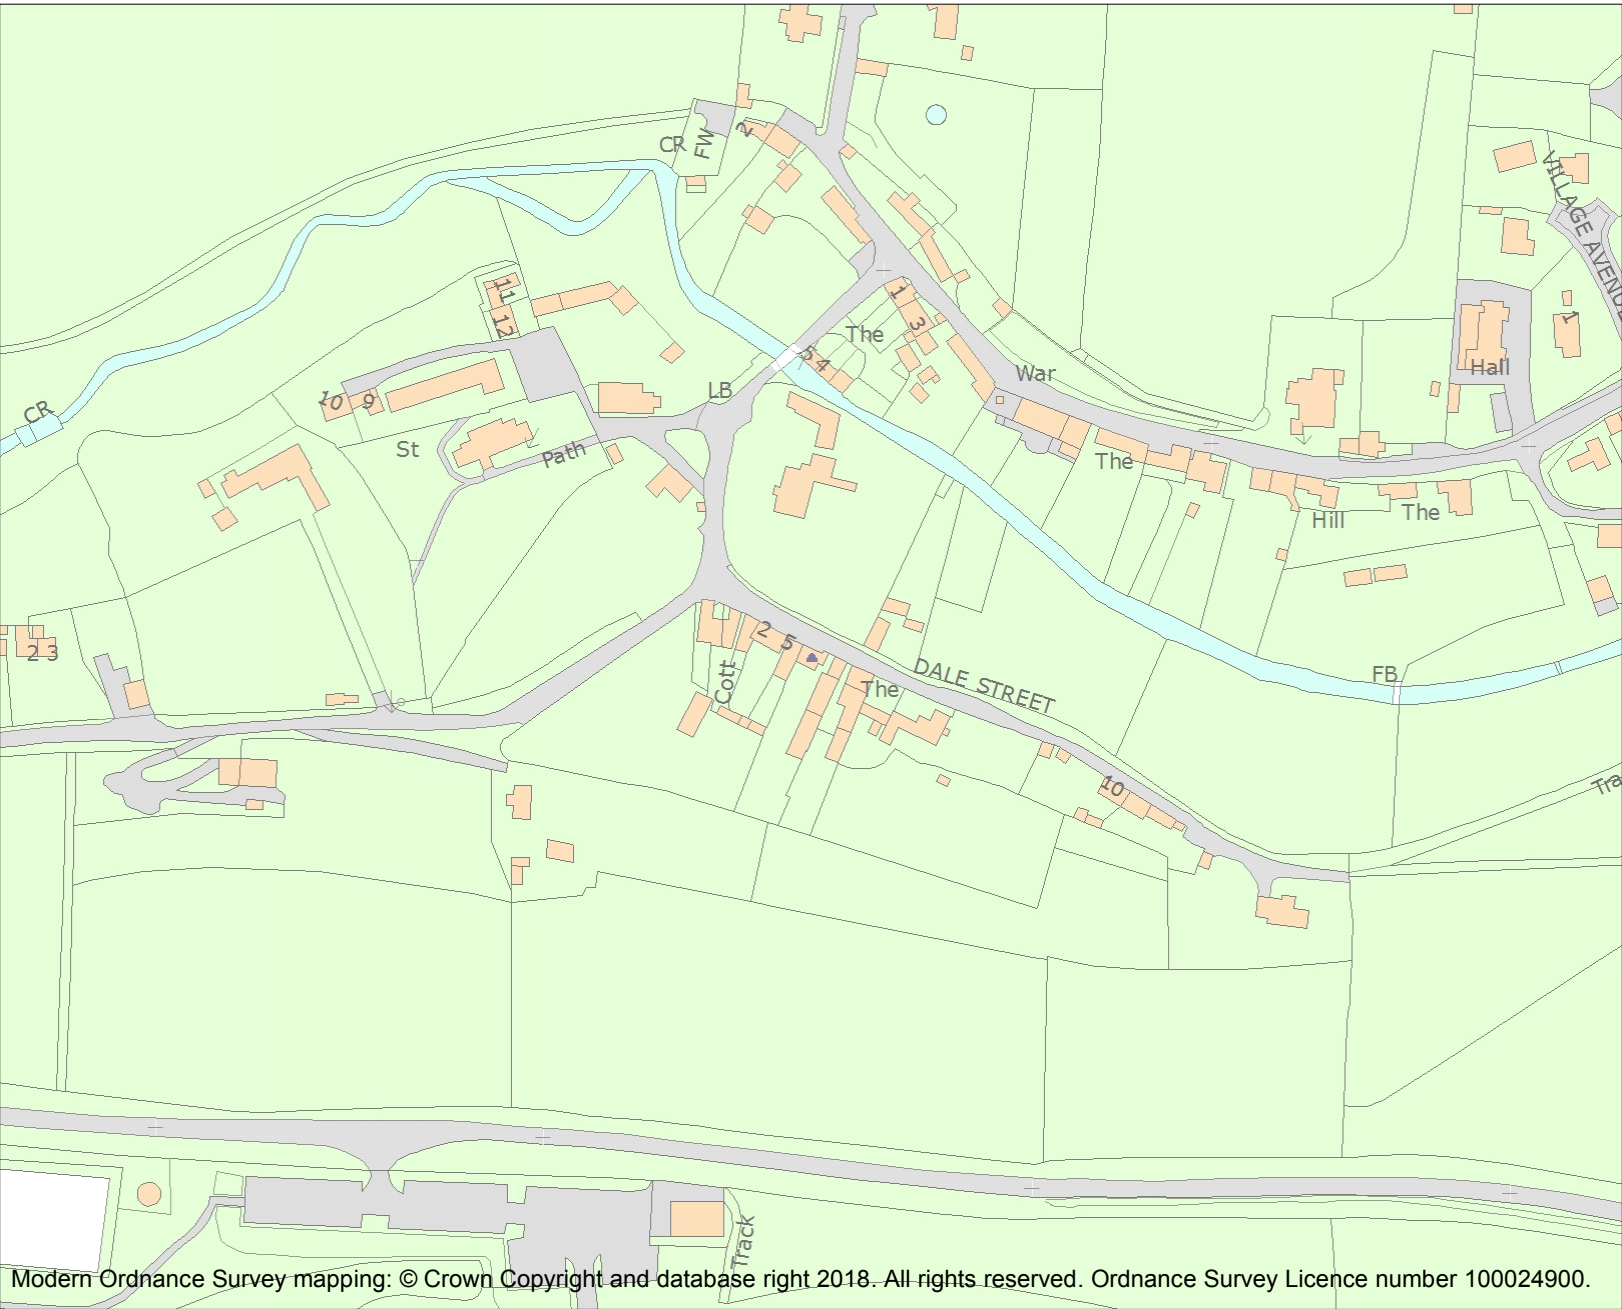 CR
FW
2
VILLAGE AVENUE
11
12
1
3
The
1
5 4
War
Hall
LB
10 9
CR
St
Path
The
Hill
The
2 5
2 3
Cott
The
DALE STREET
FB
10
Tra
Track
Modern Ordnance Survey mapping: © Crown Copyright and database right 2018. All rights reserved. Ordnance Survey Licence number 100024900.